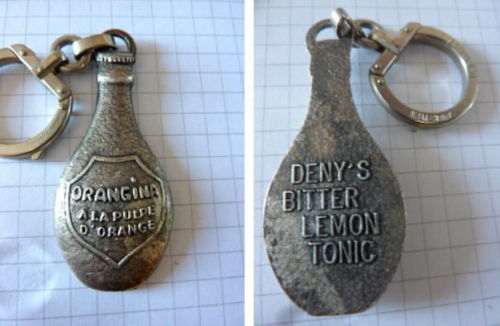 ORANGINA
A LA PULPE
D'ORANGE
DENY'S
BITTER
LEMON
TONIC